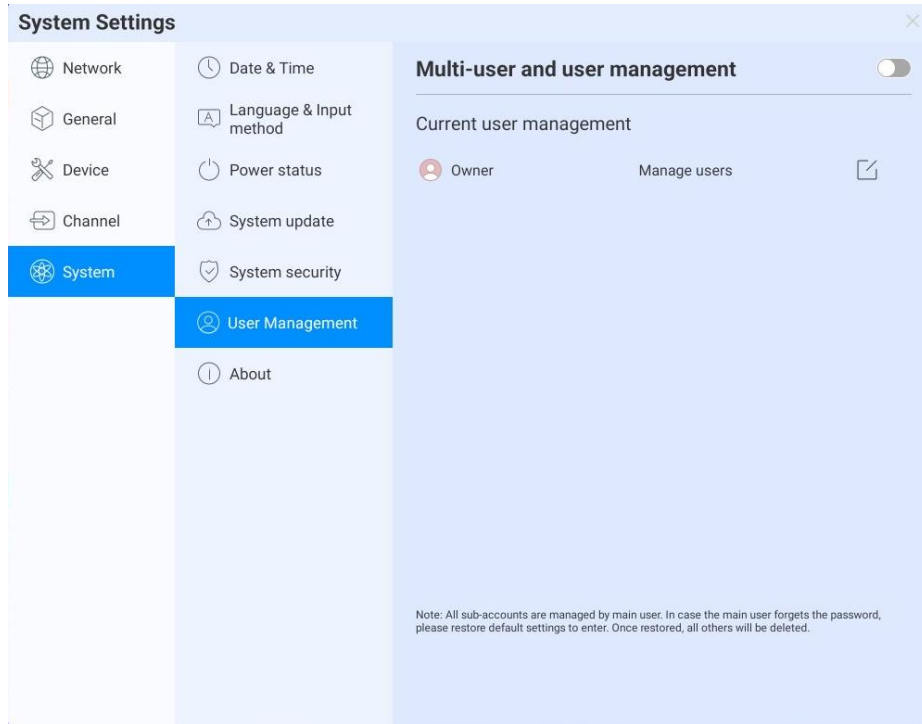 System Settings
Network
General
Device
Channel
System
Date & Time
Language & Input
method
Power status
System update
System security
User Management
About
Multi-user and user management
Current user management
Owner
Manage users
Note: All sub-accounts are managed by main user. In case the main user forgets the password,
please restore default settings to enter. Once restored, all others will be deleted.